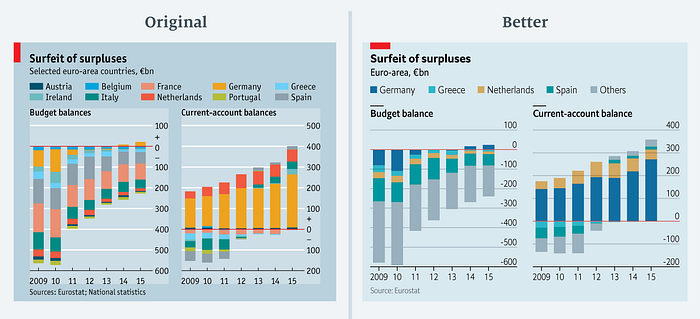 Original
Surfeit of surpluses
Selected euro-area countries, €bn
Austria Belgium France Germany Greece
Ireland Italy Netherlands Portugal Spain
Budget balances
100
+
0
–
100
200
300
400
500
600
2009 10 11 12 13 14 15
Current-account balances
500
400
300
200
100
+
0
–
100
200
2009 10 11 12 13 14 15
Sources: Eurostat; National statistics
Better
Surfeit of surpluses
Euro-area, €bn
Germany Greece Netherlands Spain Others
Budget balance
100
0
-100
-200
-300
-400
-500
-600
2009 10 11 12 13 14 15
Current-account balance
400
300
200
100
0
-100
-200
2009 10 11 12 13 14 15
Source: Eurostat